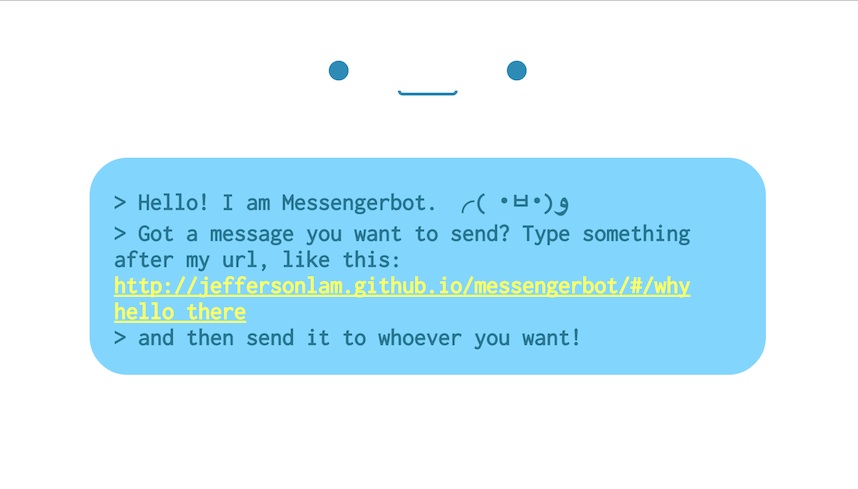 > Hello! I am Messengerbot. ╭( •ㅂ•)و
> Got a message you want to send? Type something
after my url, like this:
http://jeffersonlam.github.io/messengerbot/#/why
hello there
> and then send it to whoever you want!